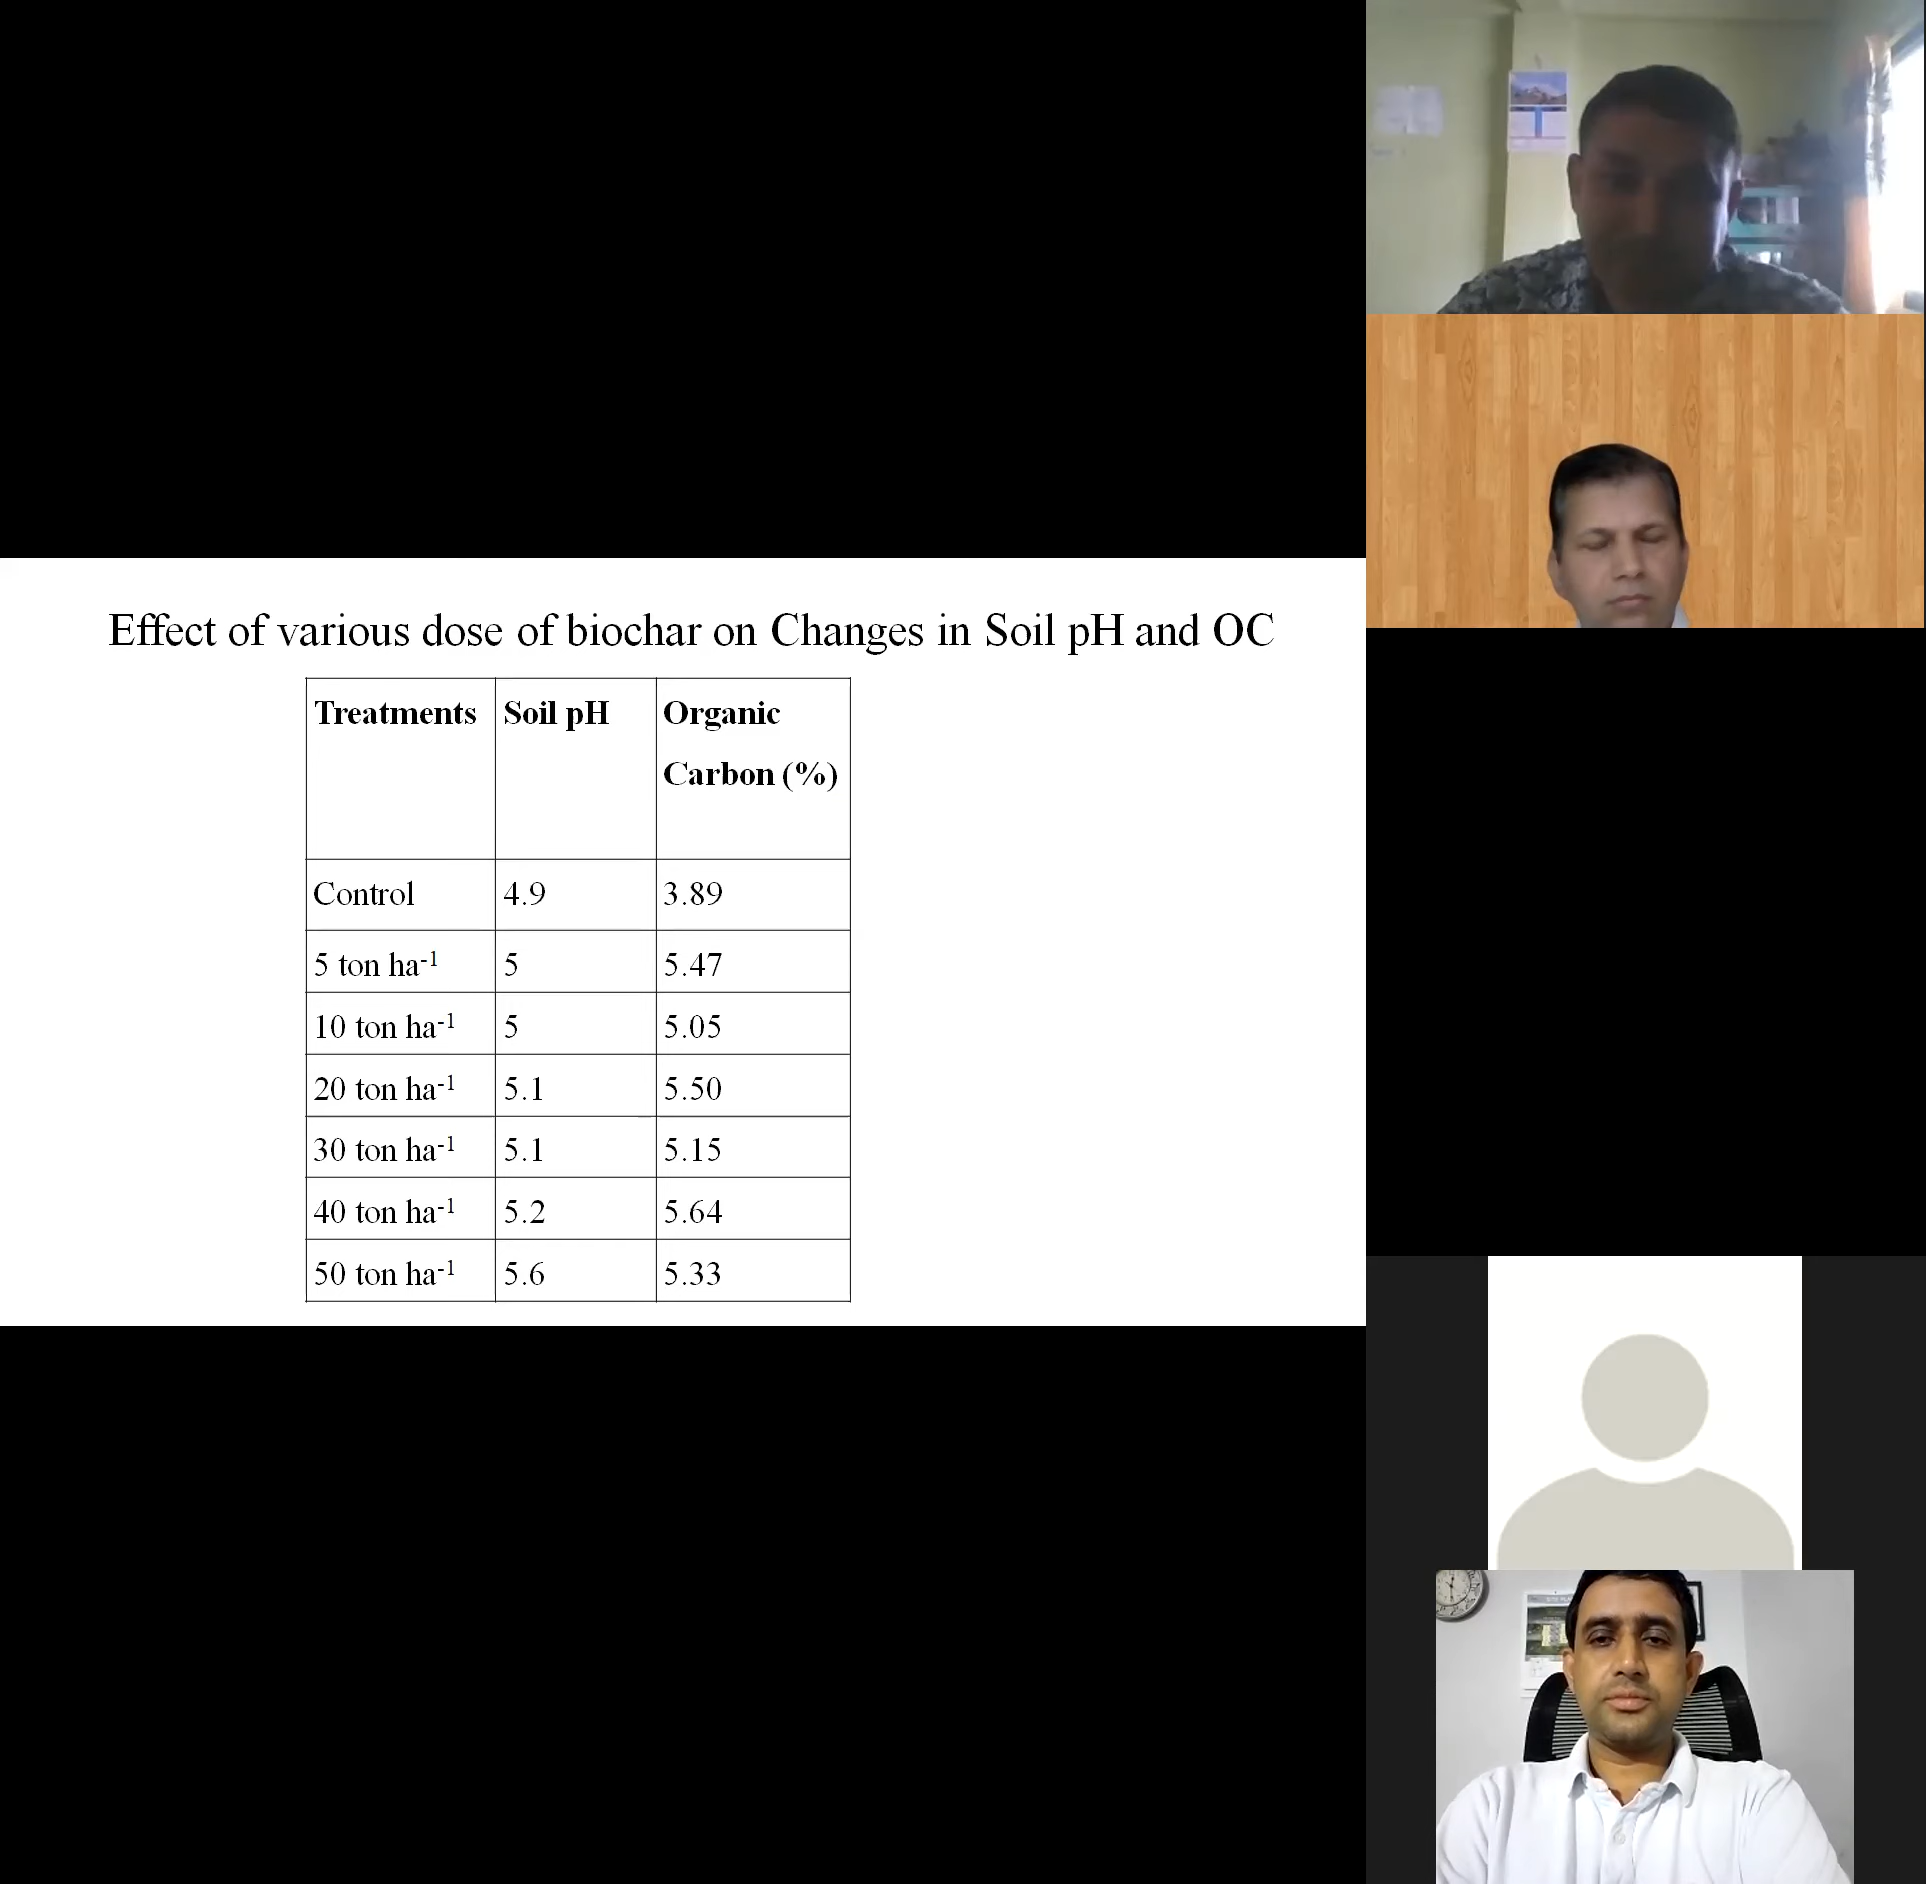 Effect of various dose of biochar on Changes in Soil pH and OC
Treatments Soil pH Organic Carbon (%)
Control 4.9 3.89
5 ton ha-1 5 5.47
10 ton ha-1 5 5.05
20 ton ha-1 5.1 5.50
30 ton ha-1 5.1 5.15
40 ton ha-1 5.2 5.64
50 ton ha-1 5.6 5.33